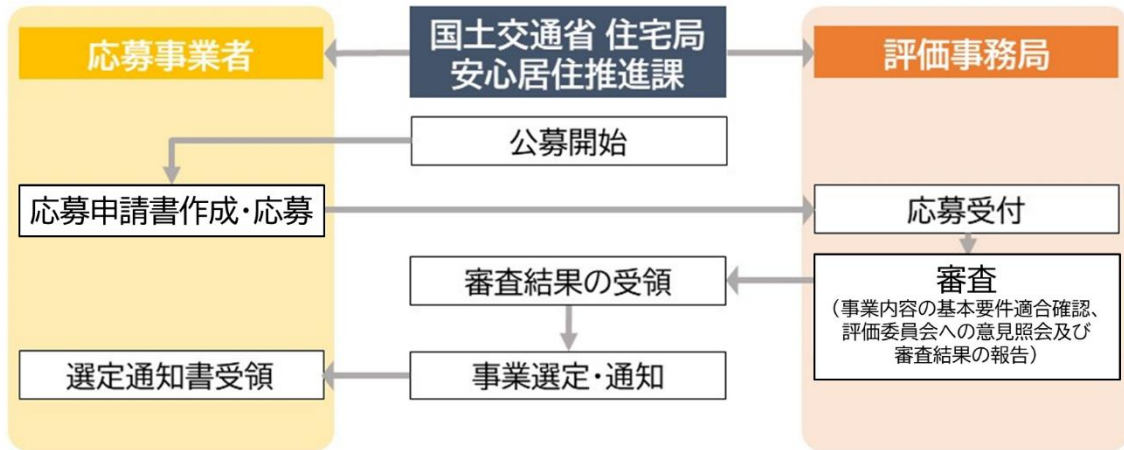 応募事業者
国土交通省 住宅局
安心居住推進課
評価事務局
公募開始
応募申請書作成・応募
応募受付
審査結果の受領
審査
(事業内容の基本要件適合確認、
評価委員会への意見照会及び
審査結果の報告)
選定通知書受領
事業選定・通知